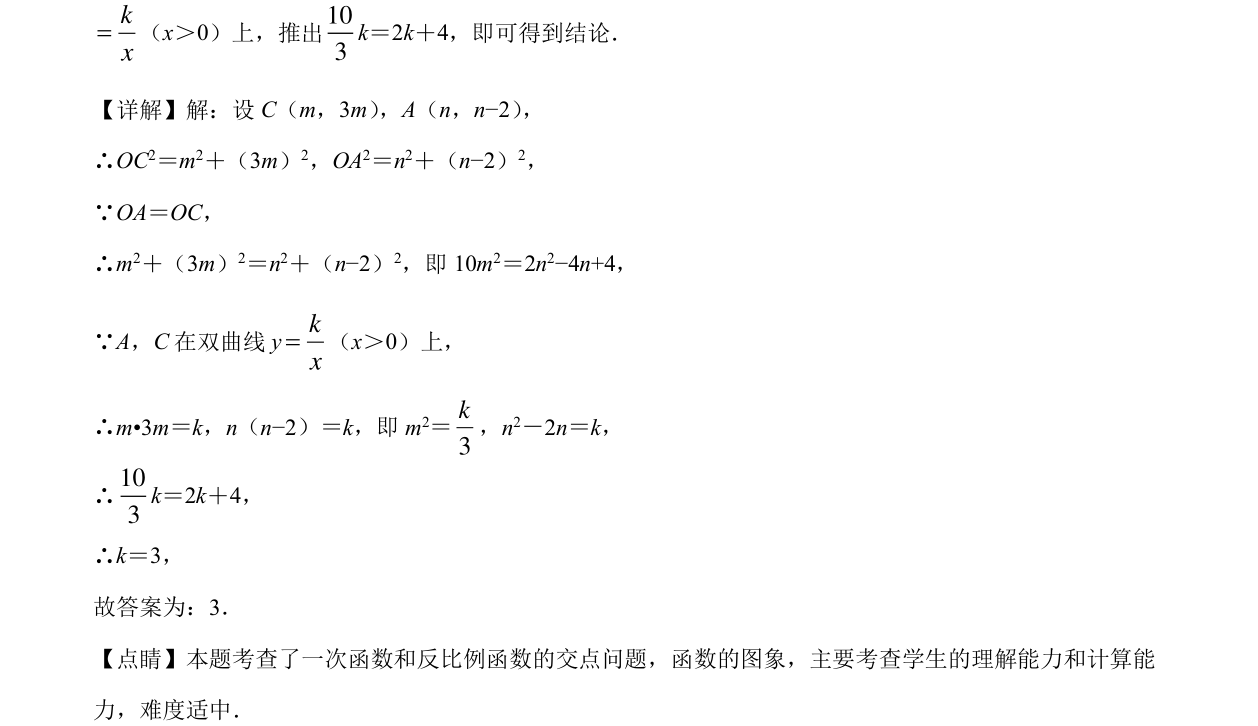 =k/x（x＞0）上，推出10/3k＝2k＋4，即可得到结论．
【详解】解：设 C（m，3m），A（n，n−2），
∴OC²＝m²＋（3m）²，OA²＝n²＋（n−2）²，
∵OA＝OC，
∴m²＋（3m）²＝n²＋（n−2）²，即 10m²＝2n²−4n+4，
∵A，C 在双曲线 y=k/x（x＞0）上，
∴m•3m＝k，n（n−2）＝k，即 m²＝k/3，n²－2n＝k，
∴10/3k＝2k＋4，
∴k＝3，
故答案为：3．
【点睛】本题考查了一次函数和反比例函数的交点问题，函数的图象，主要考查学生的理解能力和计算能
力，难度适中．